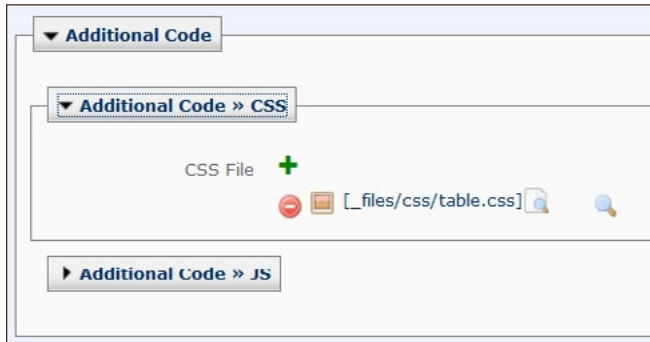 Additional Code
Additional Code » CSS
CSS File
[_files/css/table.css]
Additional Code » JS